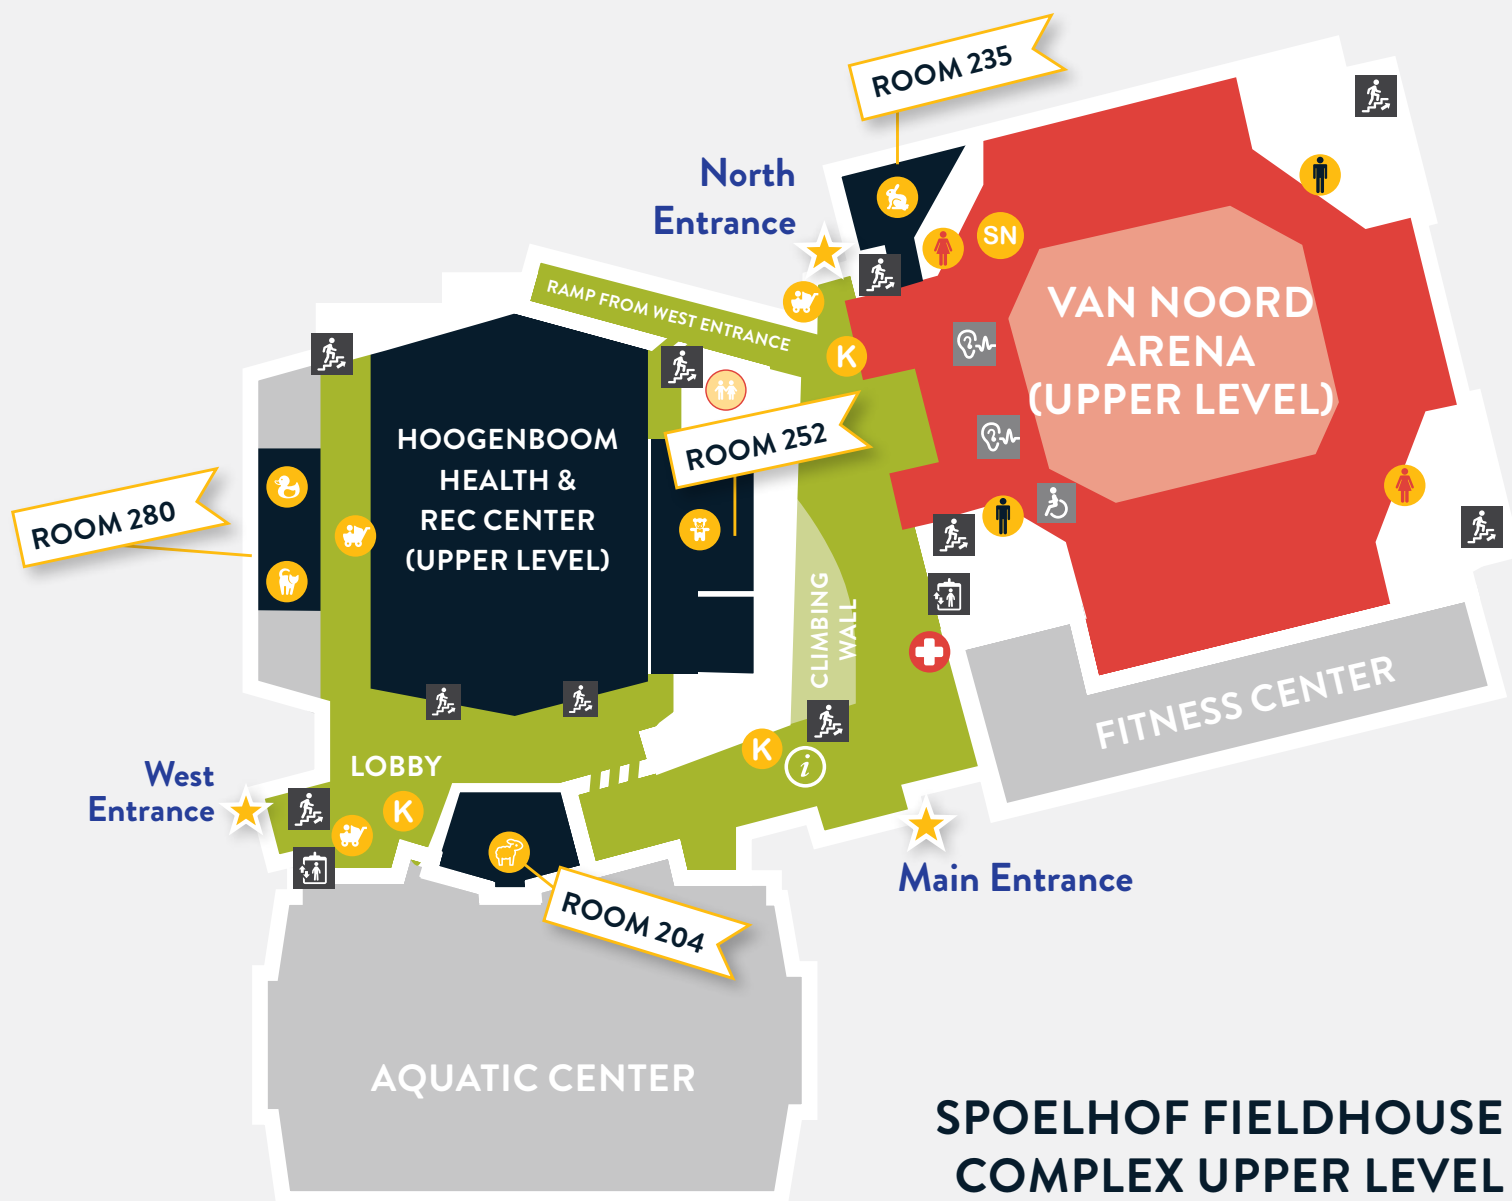 ROOM 235
North
Entrance
SN
RAMP FROM WEST ENTRANCE
K
VAN NOORD
ARENA
(UPPER LEVEL)
HOOGENBOOM
HEALTH &
REC CENTER
(UPPER LEVEL)
ROOM 252
ROOM 280
CLIMBING
WALL
FITNESS CENTER
K
i
LOBBY
West
Entrance
K
Main Entrance
ROOM 204
AQUATIC CENTER
SPOELHOF FIELDHOUSE
COMPLEX UPPER LEVEL